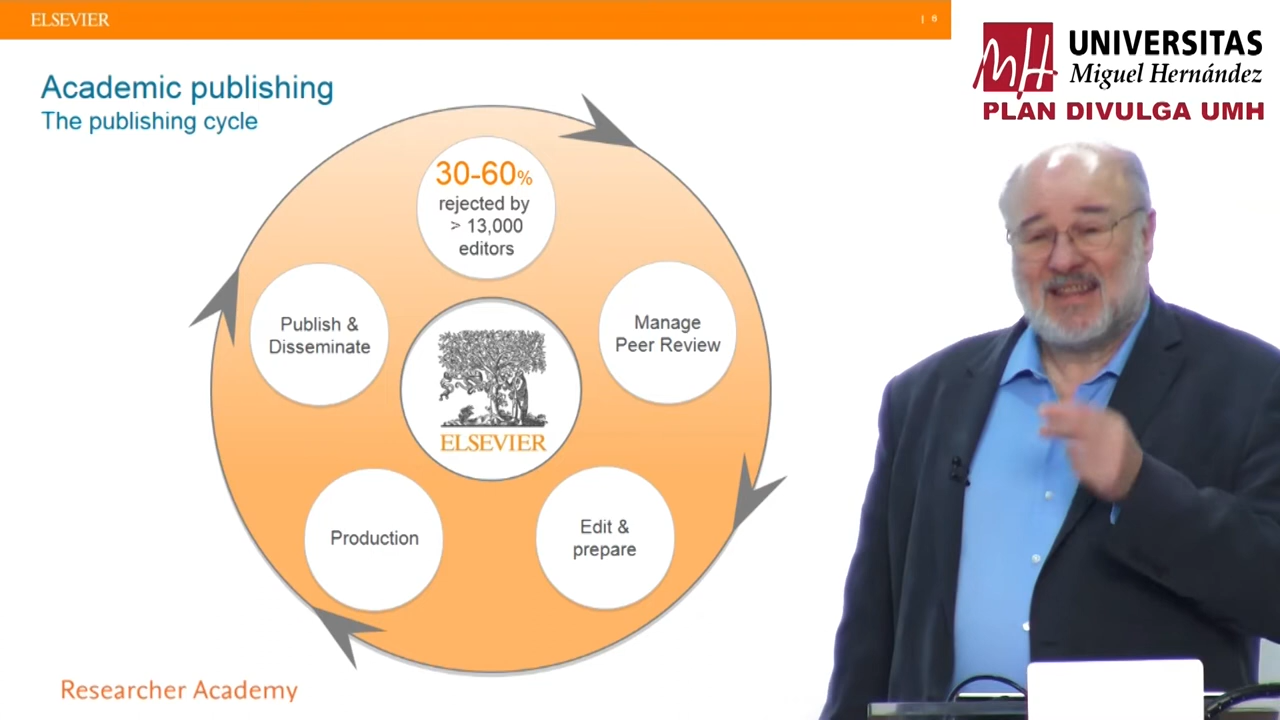 ELSEVIER
| 6
Academic publishing
The publishing cycle
30-60%
rejected by
> 13,000
editors
Manage
Peer Review
Edit &
prepare
Production
Publish &
Disseminate
ELSEVIER
Researcher Academy
UNIVERSITAS
Miguel Hernández
PLAN DIVULGA UMH